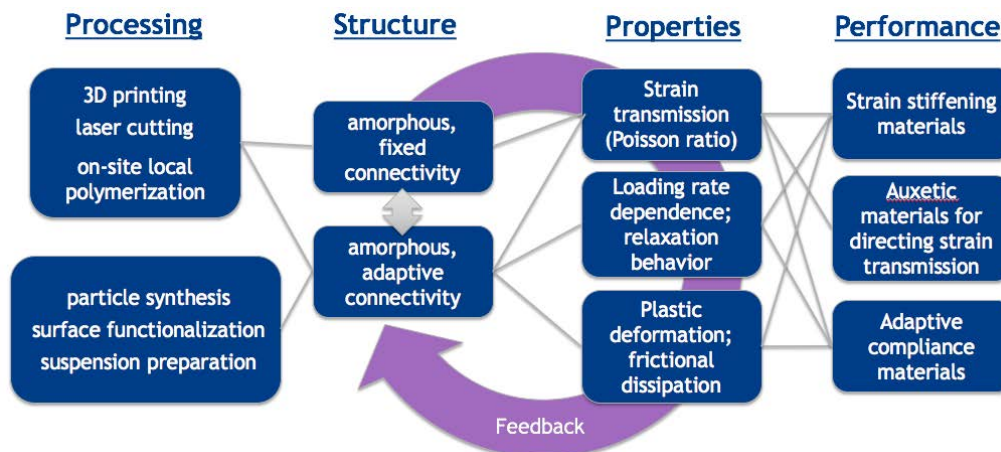 Processing
Structure
Properties
Performance
3D printing
laser cutting
on-site local
polymerization
particle synthesis
surface functionalization
suspension preparation
amorphous,
fixed
connectivity
amorphous,
adaptive
connectivity
Strain
transmission
(Poisson ratio)
Loading rate
dependence;
relaxation
behavior
Plastic
deformation;
frictional
dissipation
Strain stiffening
materials
Auxetic
materials for
directing strain
transmission
Adaptive
compliance
materials
Feedback